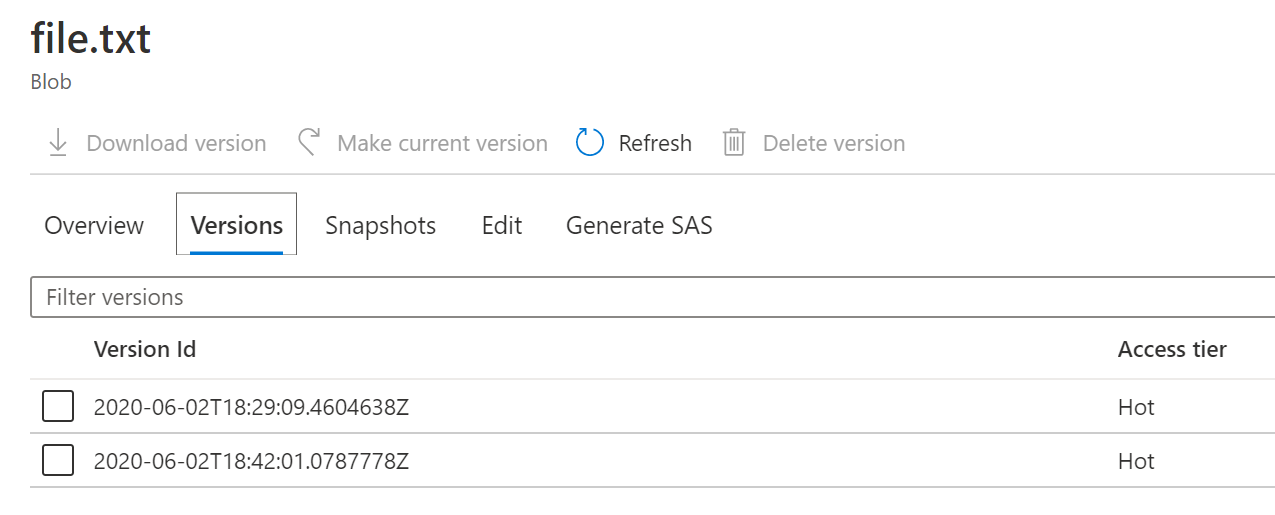 file.txt
Blob
Download version Make current version Refresh Delete version
Overview Versions Snapshots Edit Generate SAS
Filter versions
Version Id Access tier
2020-06-02T18:29:09.4604638Z Hot
2020-06-02T18:42:01.0787778Z Hot